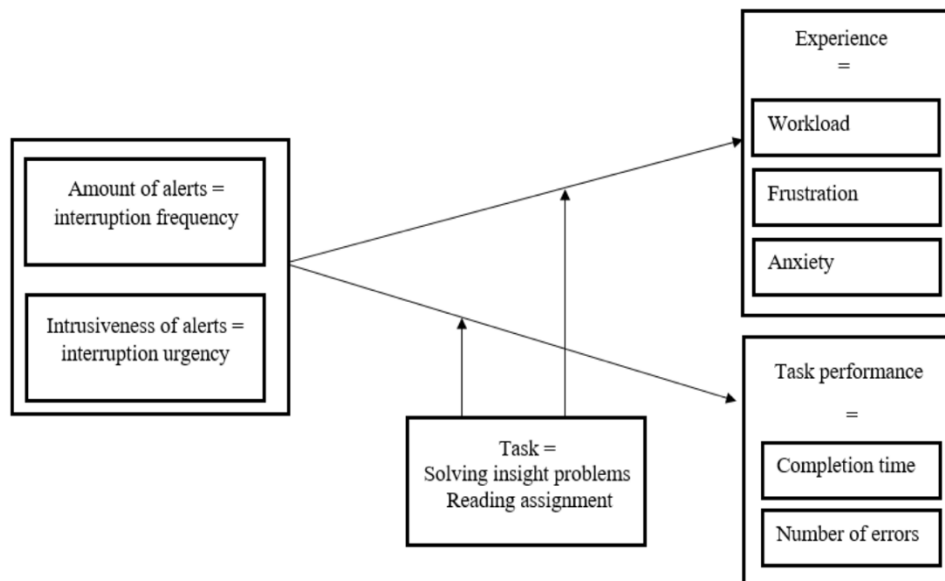 Amount of alerts =
interruption frequency
Intrusiveness of alerts =
interruption urgency
Task =
Solving insight problems
Reading assignment
Experience
=
Workload
Frustration
Anxiety
Task performance
=
Completion time
Number of errors